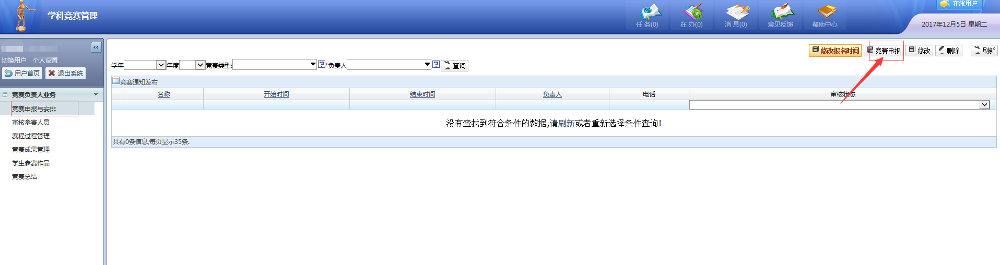 学科竞赛管理
任 务(0) 在 办(0) 消 息(0) 意见反馈 帮助中心
在线用户
2017年12月5日 星期二
<<
切换用户 个人设置
用户首页 退出系统
竞赛负责人业务
竞赛申报与安排
审核参赛人员
赛程过程管理
竞赛成果管理
学生参赛作品
竞赛总结
修改报名时间 竞赛申报 修改 删除 刷新
学年 年度 竞赛类型: ? *负责人 ? 查询
竞赛通知发布
名称 开始时间 结束时间 负责人 电话 审核状态
没有查找到符合条件的数据,请刷新或者重新选择条件查询!
共有0条信息,每页显示35条.